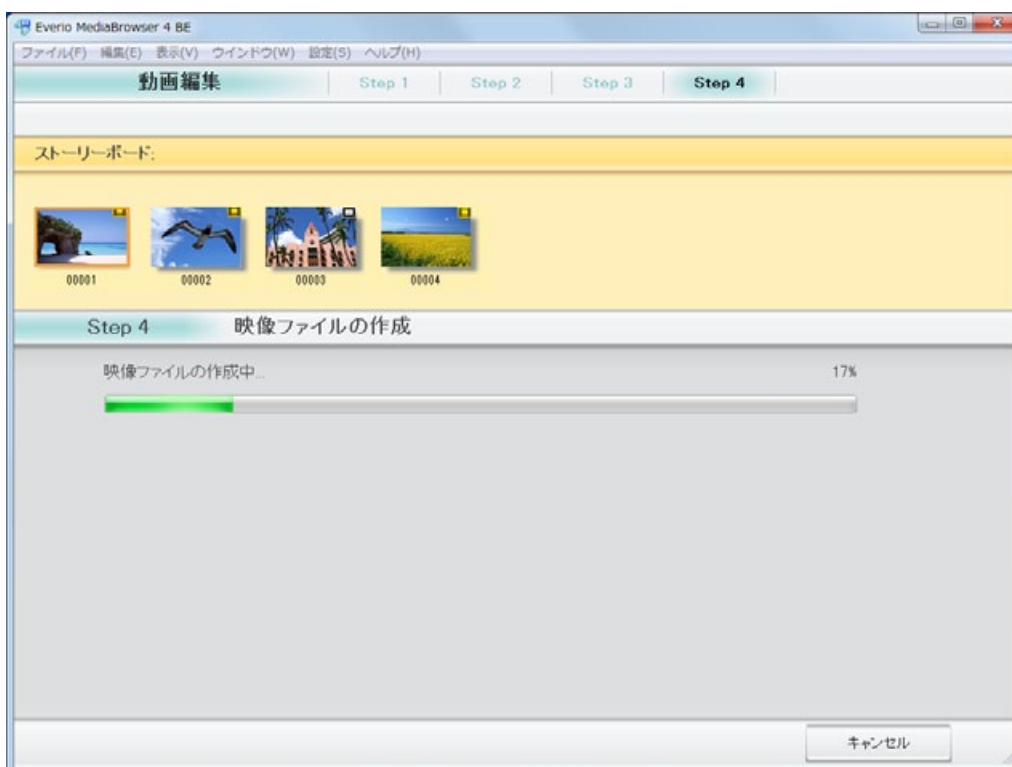 Everio MediaBrowser 4 BE
ファイル(F) 編集(E) 表示(V) ウインドウ(W) 設定(S) ヘルプ(H)
動画編集 Step 1 Step 2 Step 3 Step 4
ストーリーボード:
00001 00002 00003 00004
Step 4 映像ファイルの作成
映像ファイルの作成中... 17%
キャンセル